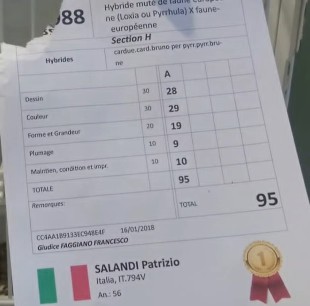 988
Hybride mute de faune europe-
ne (Loxia ou Pyrrhula) X faune-
européenne
Section H
Hybrides
cardue.card.bruno per pyrr.pyrr.bru-
no
A
Dessin 30 28
Couleur 30 29
Forme et Grandeur 20 19
Plumage 10 9
Maintien, condition et impr. 10 10
TOTALE 95
Remarques:
TOTAL 95
16/01/2018
Giudice FAGGIANO FRANCESCO
SALANDI Patrizio
Italia, IT.794V
An.: 56